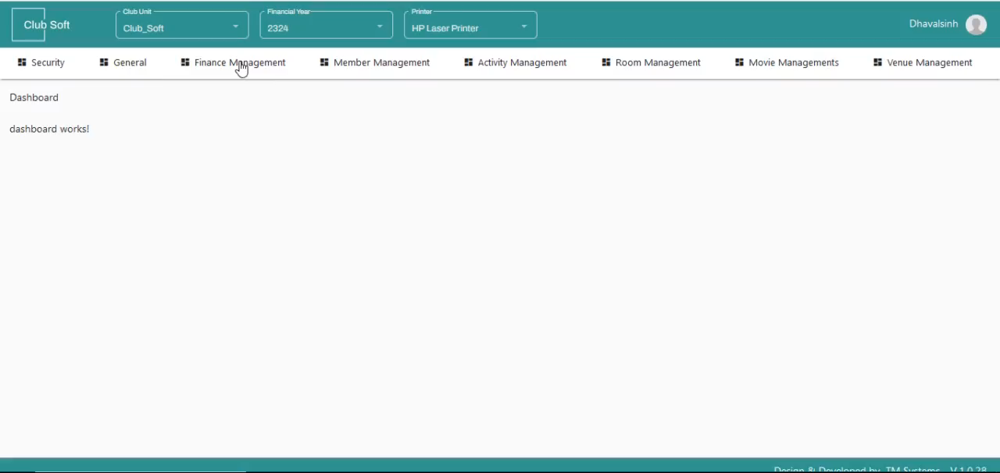 Club Soft
Club Unit
Club_Soft
Financial Year
2324
Printer
HP Laser Printer
Dhavalsinh
Security
General
Finance Management
Member Management
Activity Management
Room Management
Movie Managements
Venue Management
Dashboard
dashboard works!
Design & Developed by TM Systems V 1.0.28